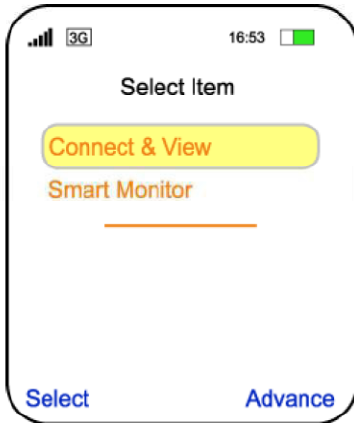 3G 16:53
Select Item
Connect & View
Smart Monitor
Select Advance